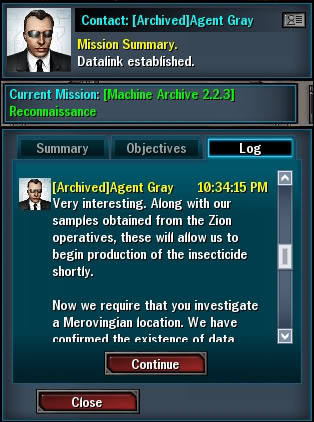 Contact: [Archived]Agent Gray
Mission Summary.
Datalink established.
Current Mission: [Machine Archive 2.2.3]
Reconnaissance
Summary
Objectives
Log
[Archived]Agent Gray 10:34:15 PM
Very interesting. Along with our
samples obtained from the Zion
operatives, these will allow us to
begin production of the insecticide
shortly.
Now we require that you investigate
a Merovingian location. We have
confirmed the existence of data
Continue
Close